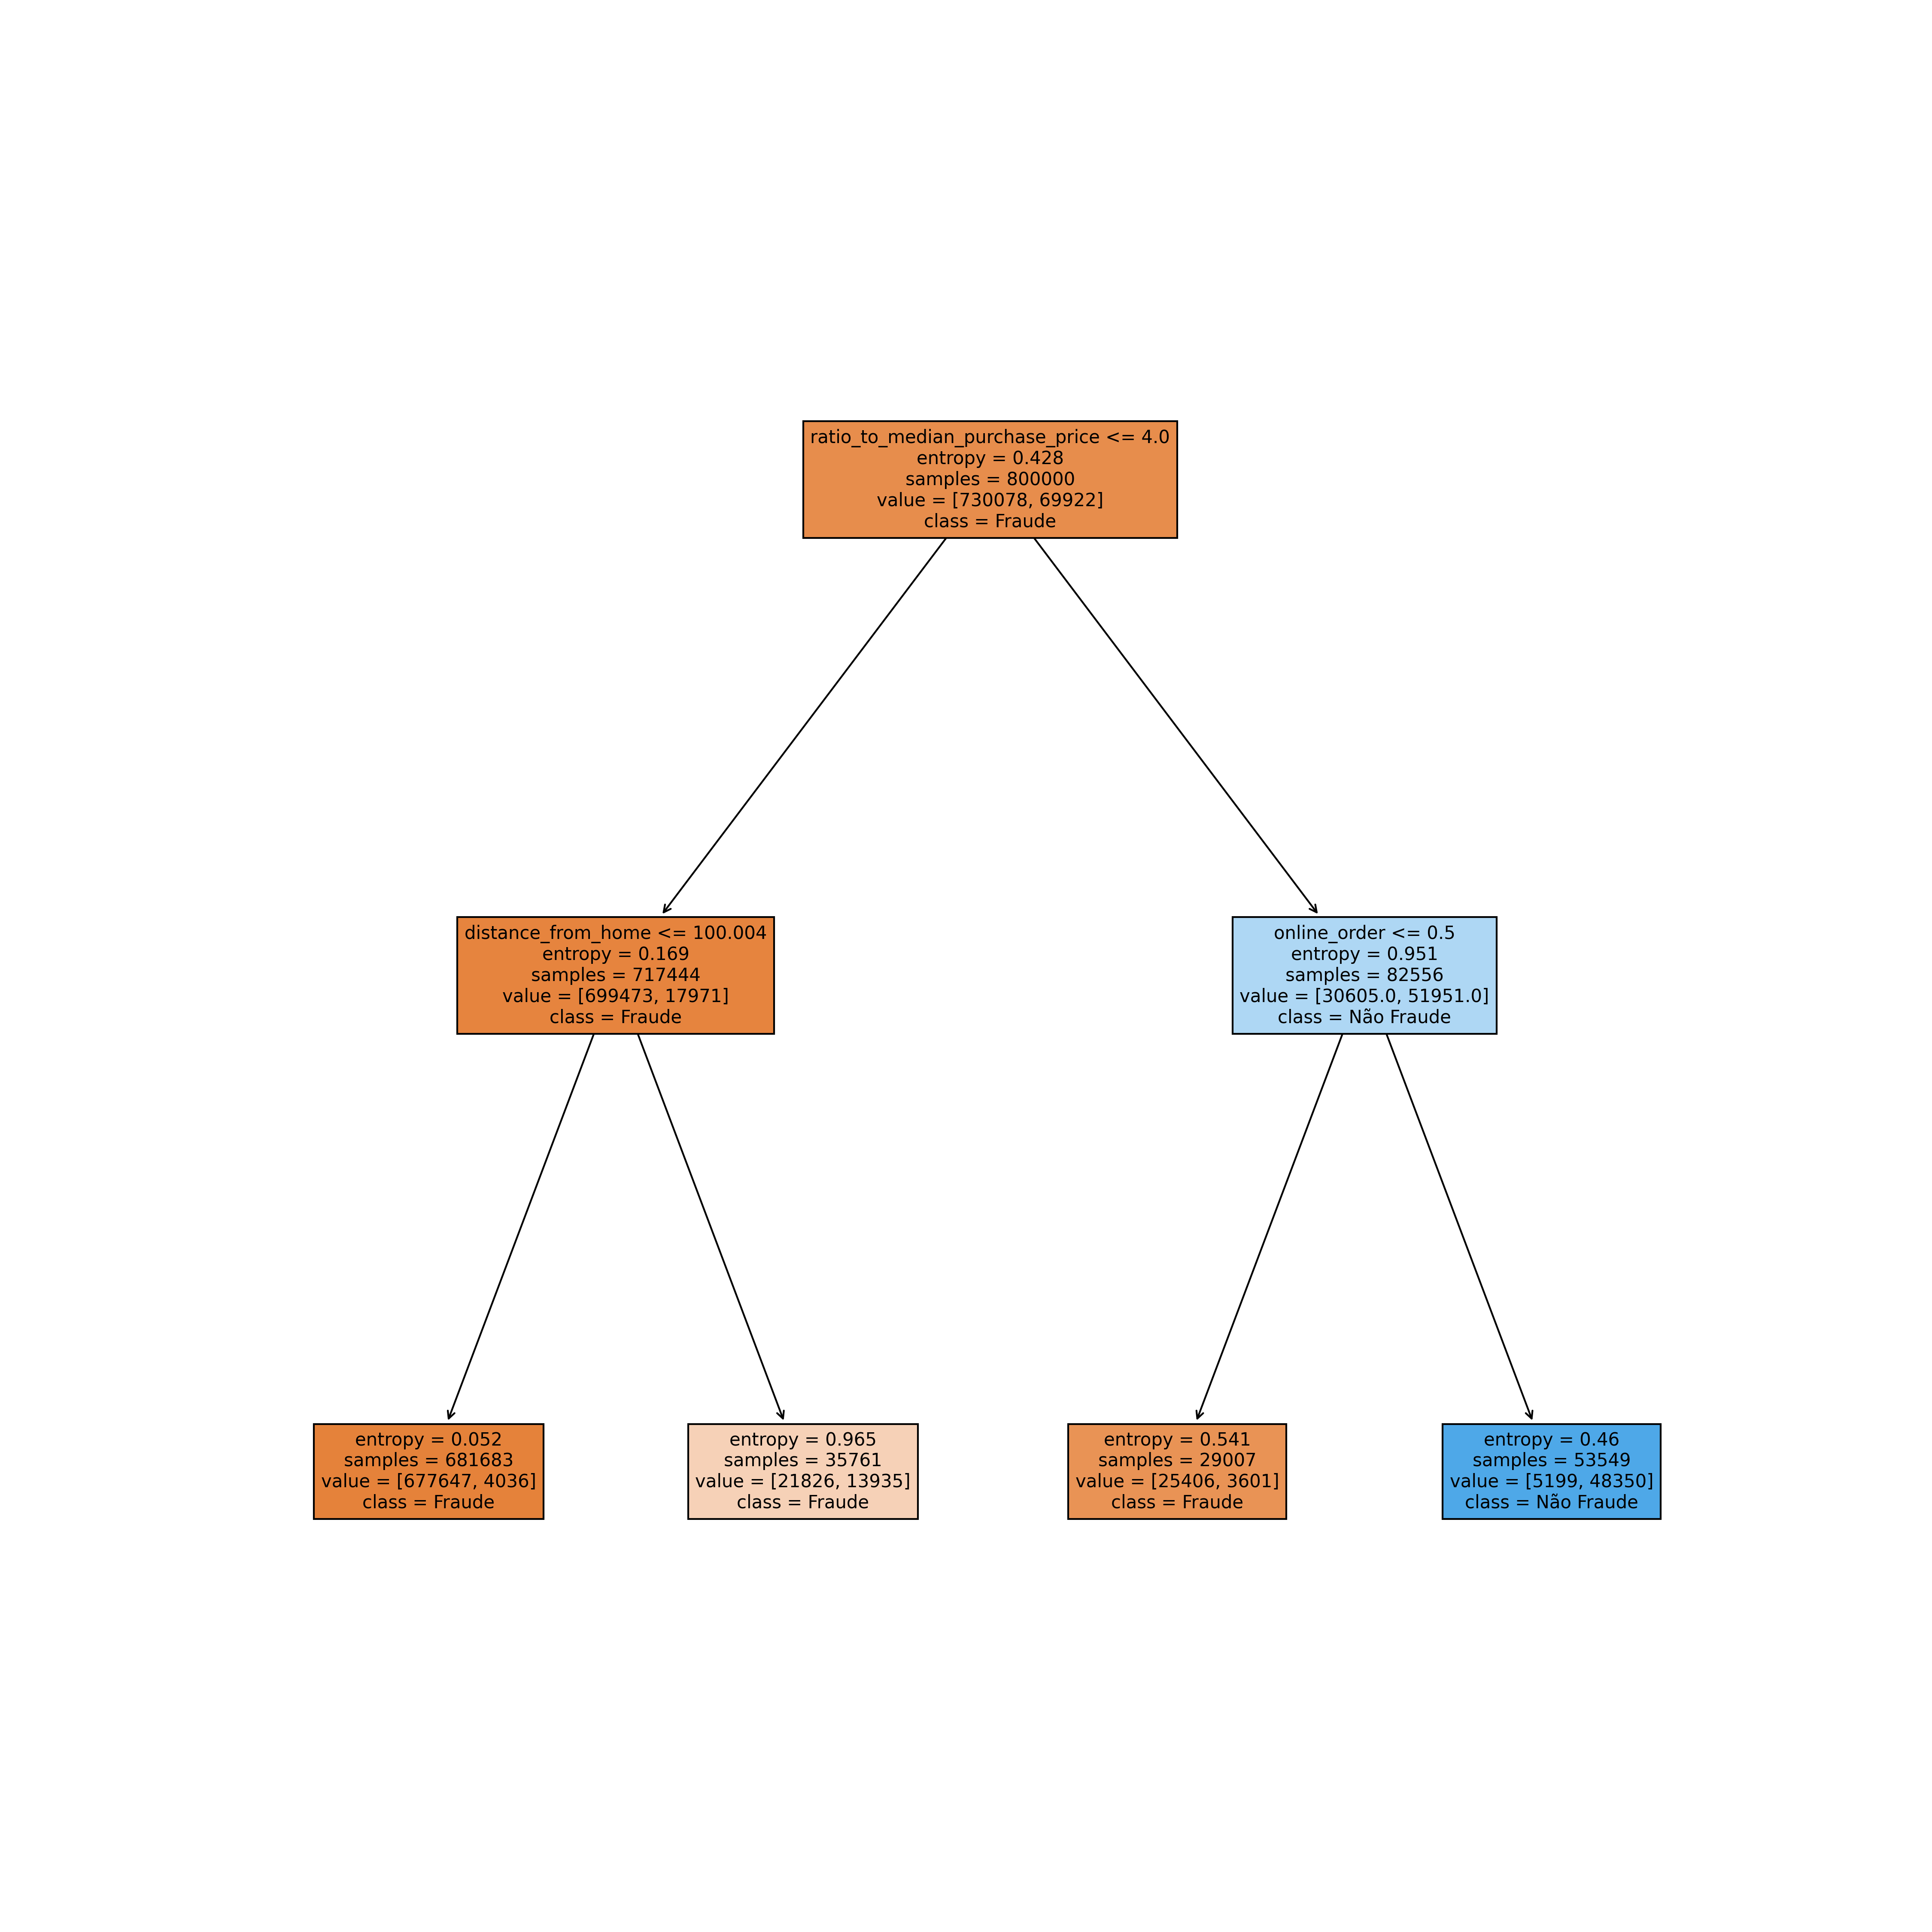 ratio_to_median_purchase_price <= 4.0
entropy = 0.428
samples = 800000
value = [730078, 69922]
class = Fraude
distance_from_home <= 100.004
entropy = 0.169
samples = 717444
value = [699473, 17971]
class = Fraude
online_order <= 0.5
entropy = 0.951
samples = 82556
value = [30605.0, 51951.0]
class = Não Fraude
entropy = 0.052
samples = 681683
value = [677647, 4036]
class = Fraude
entropy = 0.965
samples = 35761
value = [21826, 13935]
class = Fraude
entropy = 0.541
samples = 29007
value = [25406, 3601]
class = Fraude
entropy = 0.46
samples = 53549
value = [5199, 48350]
class = Não Fraude